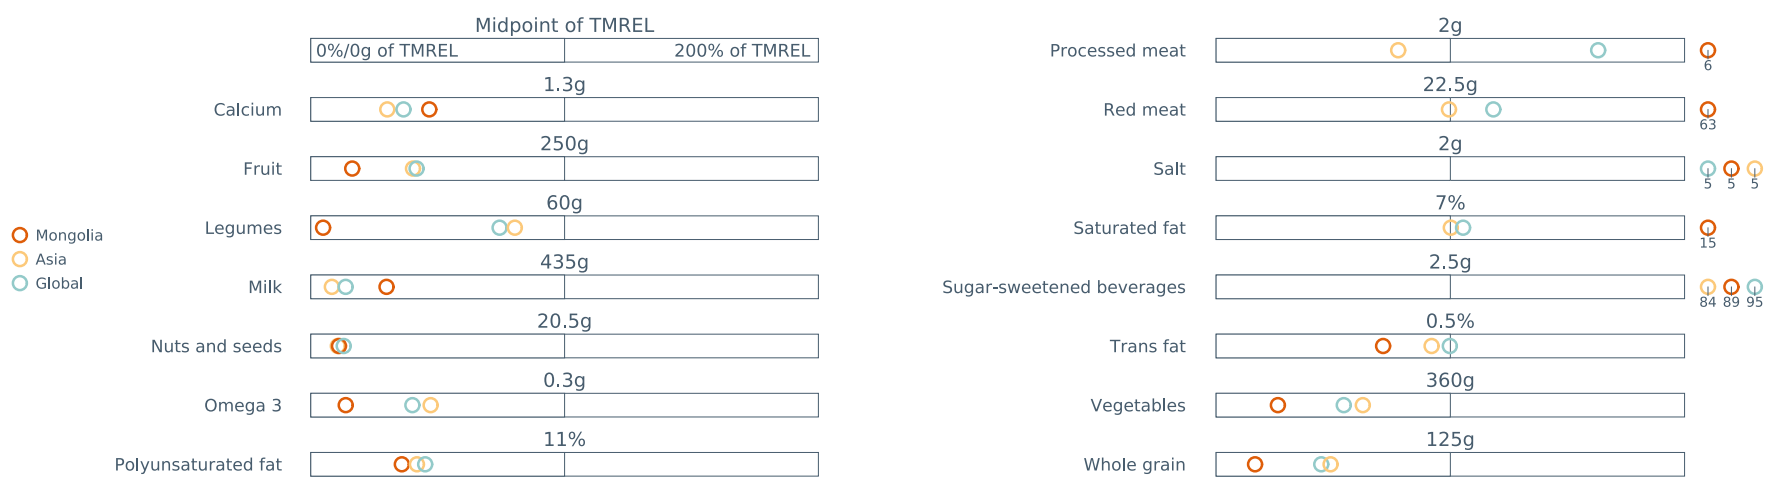 Midpoint of TMREL
0%/0g of TMREL 200% of TMREL
1.3g
Calcium
250g
Fruit
60g
Legumes
435g
Milk
20.5g
Nuts and seeds
0.3g
Omega 3
11%
Polyunsaturated fat
Mongolia
Asia
Global
2g
Processed meat
6
22.5g
Red meat
63
2g
Salt
5 5 5
7%
Saturated fat
15
2.5g
Sugar-sweetened beverages
84 89 95
0.5%
Trans fat
360g
Vegetables
125g
Whole grain